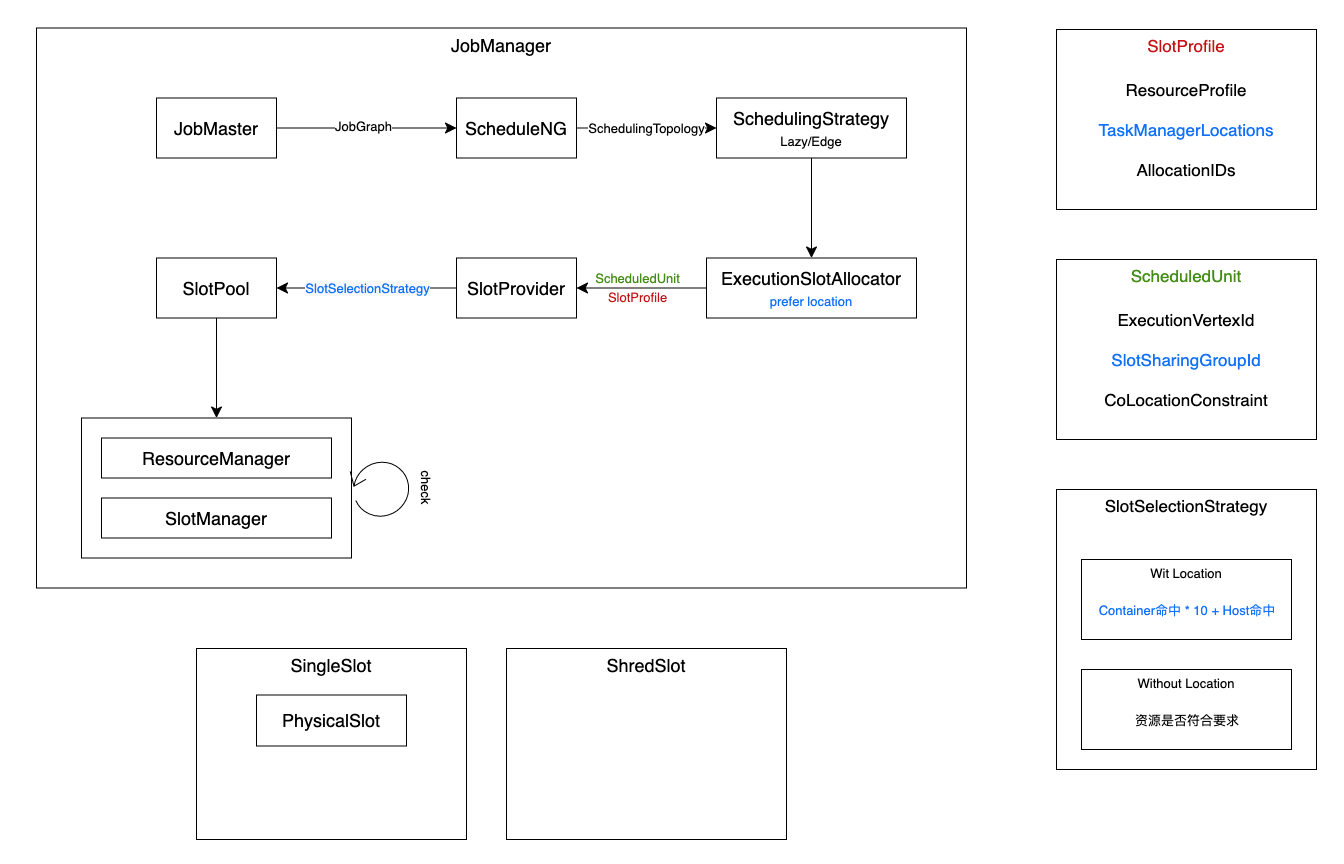 JobManager
JobMaster
JobGraph
ScheduleNG
SchedulingTopology
SchedulingStrategy
Lazy/Edge
SlotPool
SlotSelectionStrategy
SlotProvider
ScheduledUnit
SlotProfile
ExecutionSlotAllocator
prefer location
ResourceManager
SlotManager
check
SingleSlot
PhysicalSlot
ShredSlot
SlotProfile
ResourceProfile
TaskManagerLocations
AllocationIDs
ScheduledUnit
ExecutionVertexId
SlotSharingGroupId
CoLocationConstraint
SlotSelectionStrategy
Wit Location
Container命中 * 10 + Host命中
Without Location
资源是否符合要求